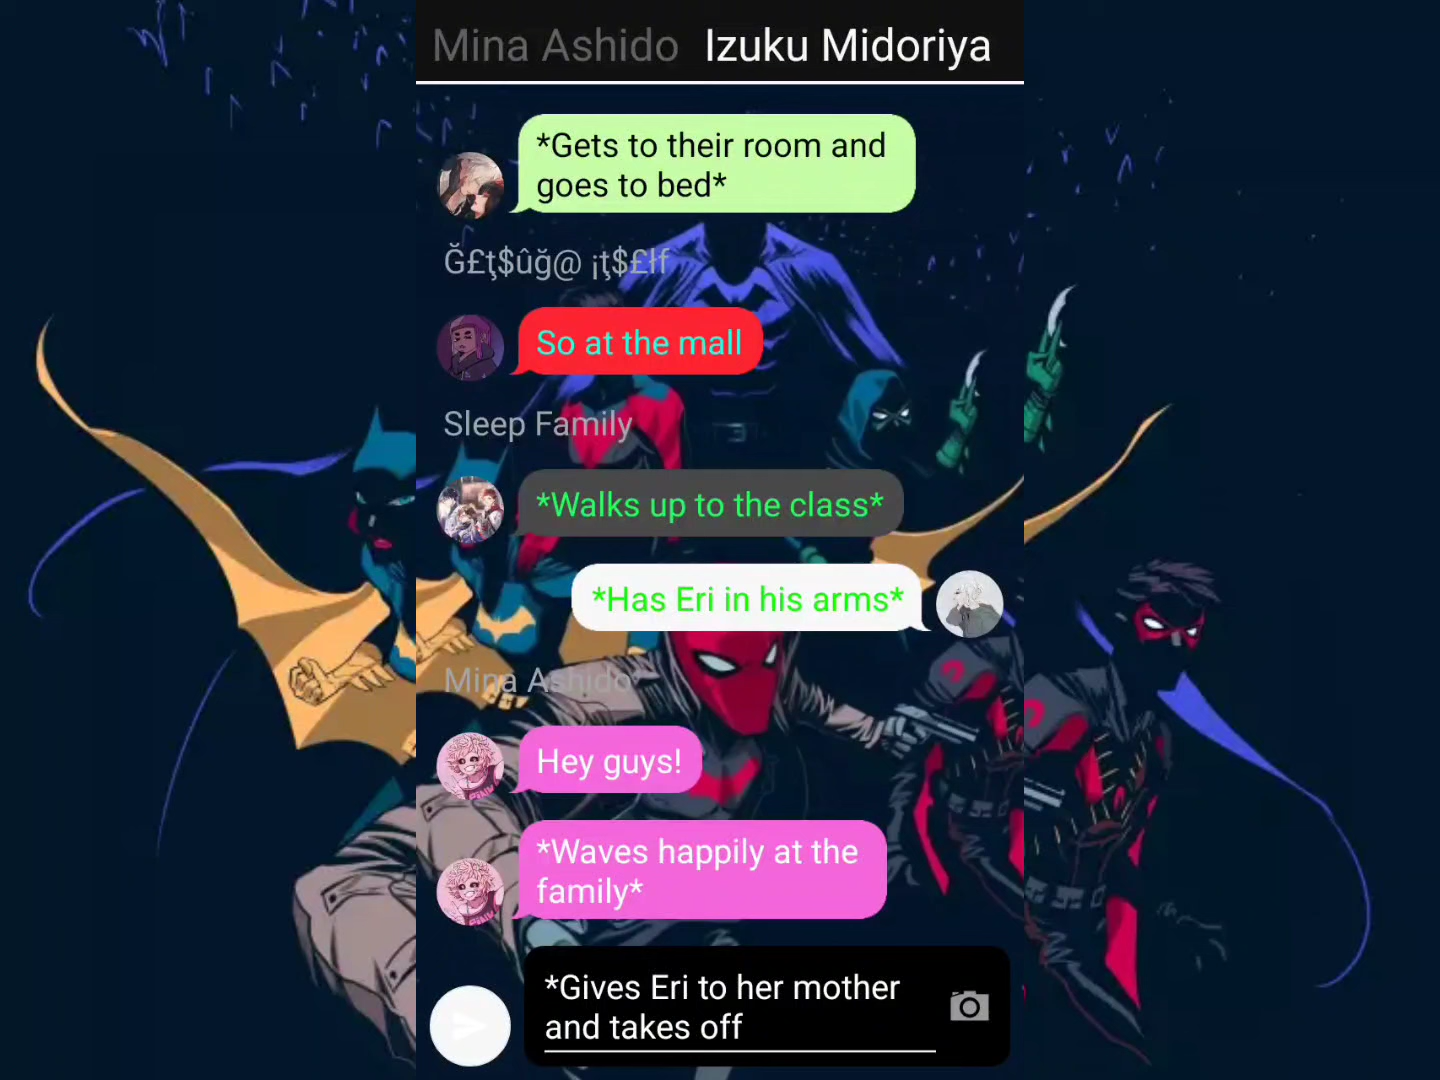 Mina Ashido Izuku Midoriya
*Gets to their room and
goes to bed*
Ğ£ţ$ûğ@ ¡ţ$£łf
So at the mall
Sleep Family
*Walks up to the class*
*Has Eri in his arms*
Mina Ashido
Hey guys!
*Waves happily at the
family*
*Gives Eri to her mother
and takes off